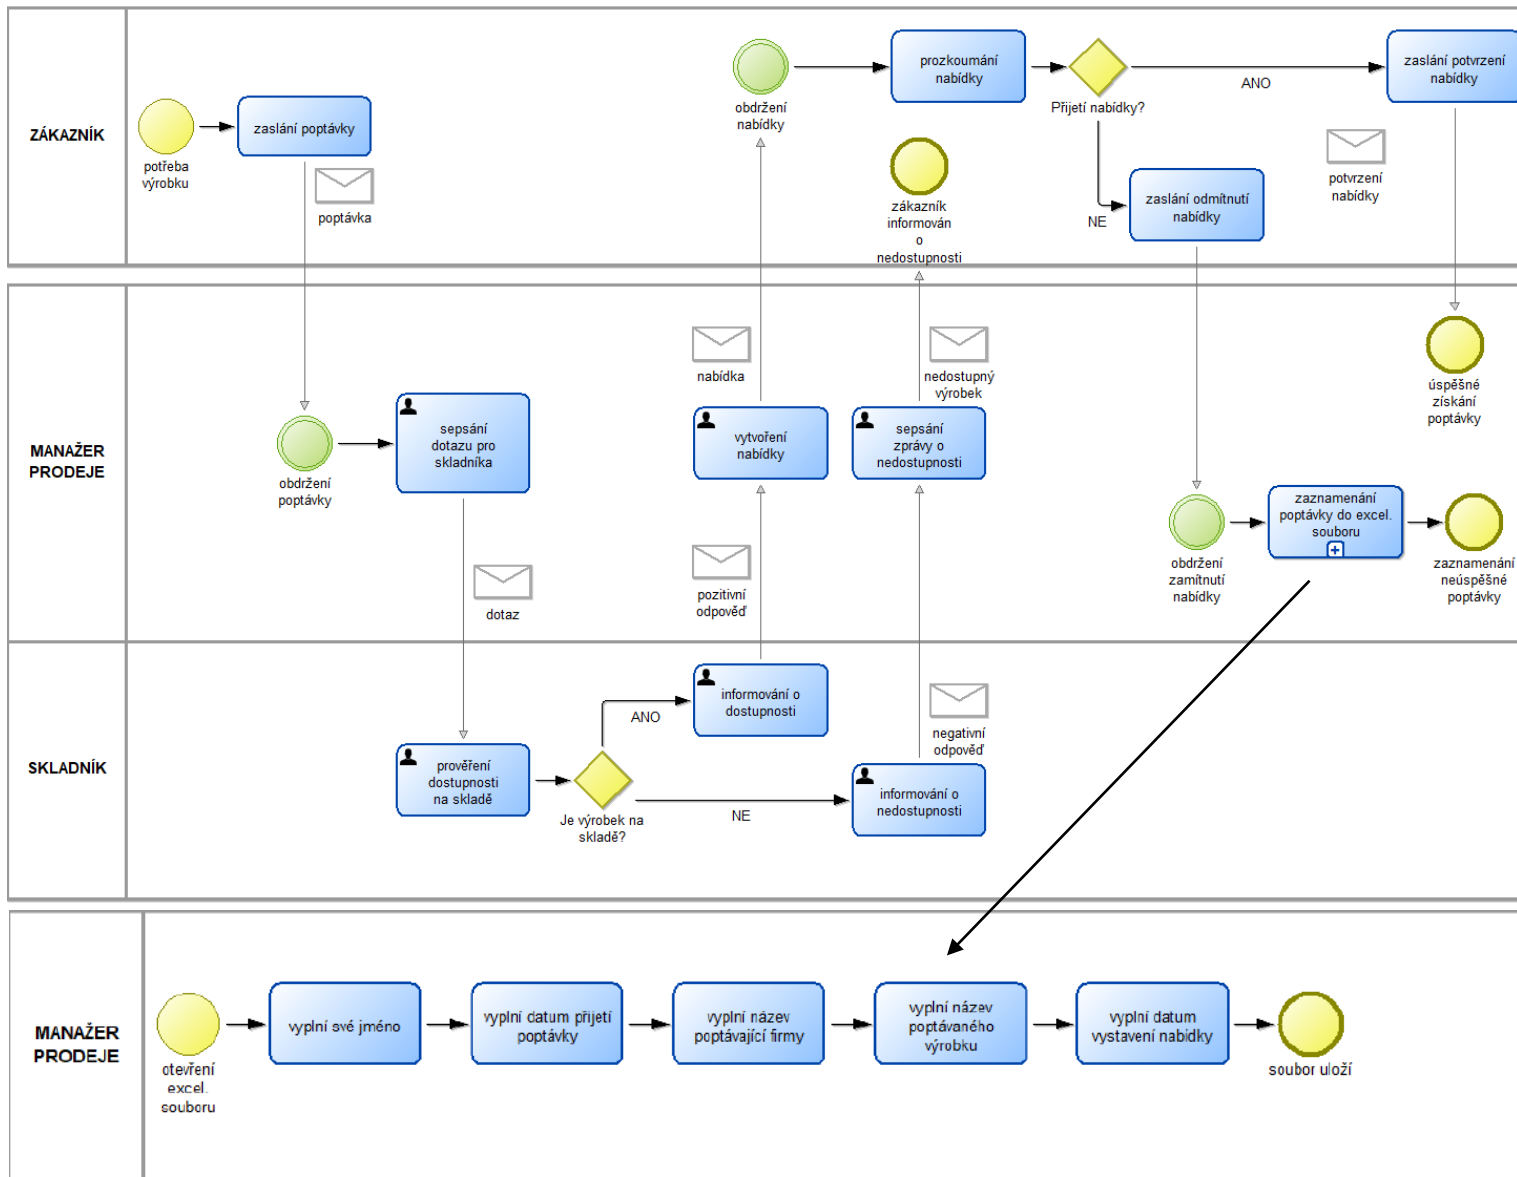 ZÁKAZNÍK
potřeba
výrobku
zaslání poptávky
poptávka
obdržení
nabídky
prozkoumání
nabídky
Přijetí nabídky?
ANO
NE
zaslání potvrzení
nabídky
potvrzení
nabídky
zaslání odmítnutí
nabídky
zákazník
informován
o
nedostupnosti
MANAŽER
PRODEJE
obdržení
poptávky
sepsání
dotazu pro
skladníka
dotaz
nabídka
vytvoření
nabídky
pozitivní
odpověď
nedostupný
výrobek
sepsání
zprávy o
nedostupnosti
obdržení
zamítnutí
nabídky
zaznamenání
poptávky do excel.
souboru
zaznamenání
neúspěšné
poptávky
úspěšné
získání
poptávky
SKLADNÍK
prověření
dostupnosti
na skladě
Je výrobek na
skladě?
ANO
NE
informování o
dostupnosti
informování o
nedostupnosti
negativní
odpověď
MANAŽER
PRODEJE
otevření
excel.
souboru
vyplní své jméno
vyplní datum přijetí
poptávky
vyplní název
poptávající firmy
vyplní název
poptávaného
výrobku
vyplní datum
vystavení nabídky
soubor uloží